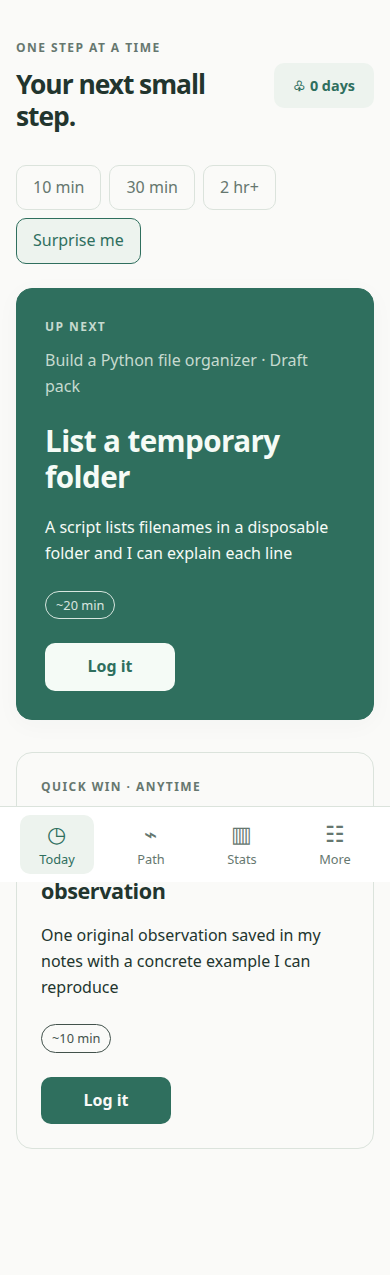 ONE STEP AT A TIME
Your next small
step.
♧ 0 days
10 min
30 min
2 hr+
Surprise me
UP NEXT
Build a Python file organizer · Draft
pack
List a temporary
folder
A script lists filenames in a disposable
folder and I can explain each line
~20 min
Log it
QUICK WIN · ANYTIME
Today
Path
Stats
More
observation
One original observation saved in my
notes with a concrete example I can
reproduce
~10 min
Log it